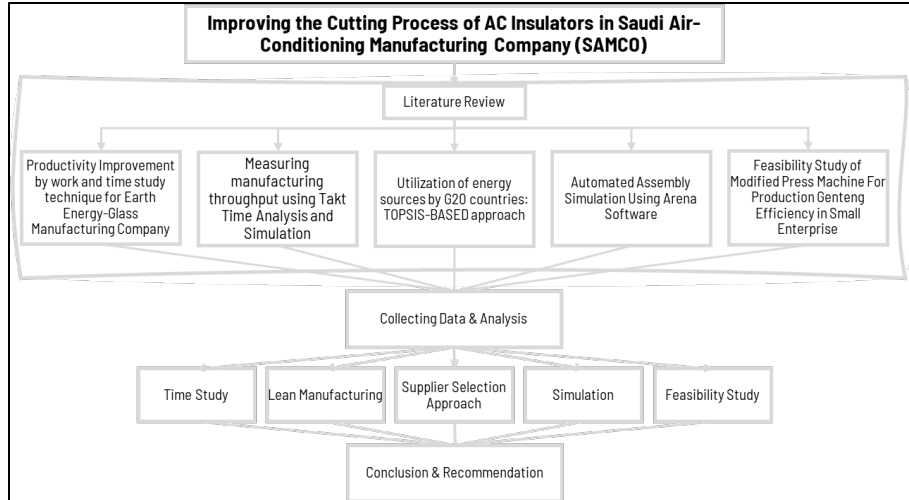 Improving the Cutting Process of AC Insulators in Saudi Air-
Conditioning Manufacturing Company (SAMCO)
Literature Review
Productivity Improvement
by work and time study
technique for Earth
Energy-Glass
Manufacturing Company
Measuring
manufacturing
throughput using Takt
Time Analysis and
Simulation
Utilization of energy
sources by G20 countries:
TOPSIS-BASED approach
Automated Assembly
Simulation Using Arena
Software
Feasibility Study of
Modified Press Machine For
Production Genteng
Efficiency in Small
Enterprise
Collecting Data & Analysis
Time Study
Lean Manufacturing
Supplier Selection
Approach
Simulation
Feasibility Study
Conclusion & Recommendation